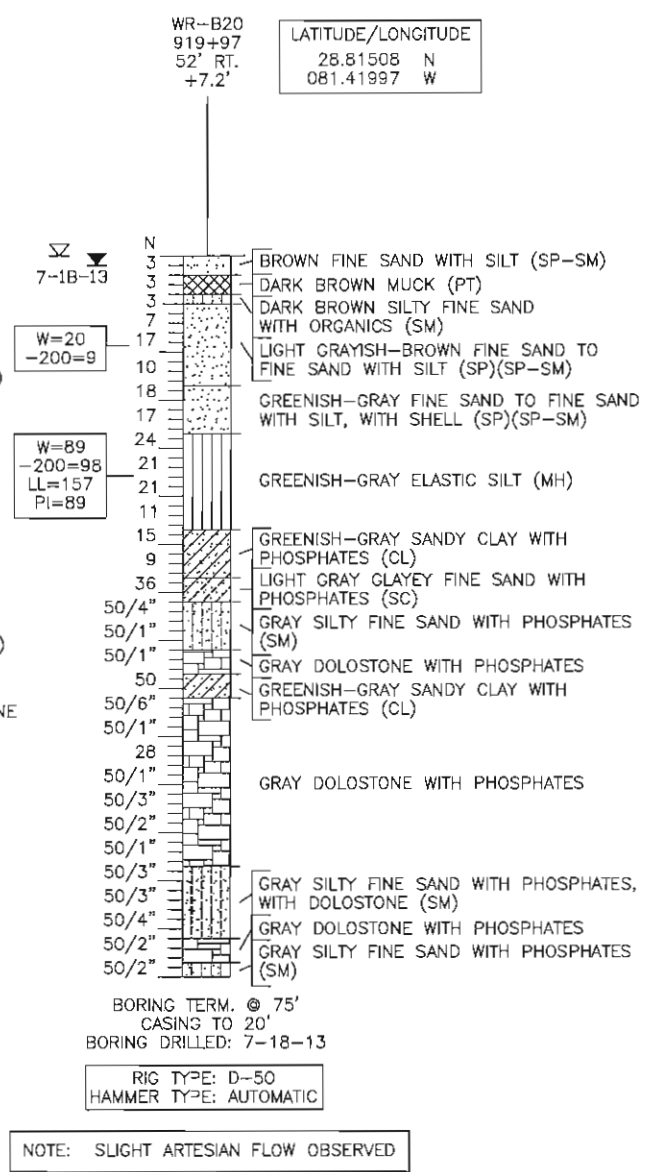 WR-B20
919+97
52' RT.
+7.2'
LATITUDE/LONGITUDE
28.81508 N
081.41997 W
N
7-18-13
3
3
3
7
17
10
18
17
24
21
21
11
15
9
36
50/4"
50/1"
50/1"
50
50/6"
50/1"
28
50/1"
50/3"
50/2"
50/1"
50/3"
50/3"
50/4"
50/2"
50/2"
W=20
-200=9
W=89
-200=98
LL=157
PI=89
)
)
NE
BROWN FINE SAND WITH SILT (SP-SM)
DARK BROWN MUCK (PT)
DARK BROWN SILTY FINE SAND
WITH ORGANICS (SM)
LIGHT GRAYISH-BROWN FINE SAND TO
FINE SAND WITH SILT (SP)(SP-SM)
GREENISH-GRAY FINE SAND TO FINE SAND
WITH SILT, WITH SHELL (SP)(SP-SM)
GREENISH-GRAY ELASTIC SILT (MH)
GREENISH-GRAY SANDY CLAY WITH
PHOSPHATES (CL)
LIGHT GRAY GLAYEY FINE SAND WITH
PHOSPHATES (SC)
GRAY SILTY FINE SAND WITH PHOSPHATES
(SM)
GRAY DOLOSTONE WITH PHOSPHATES
GREENISH-GRAY SANDY CLAY WITH
PHOSPHATES (CL)
GRAY DOLOSTONE WITH PHOSPHATES
GRAY SILTY FINE SAND WITH PHOSPHATES,
WITH DOLOSTONE (SM)
GRAY DOLOSTONE WITH PHOSPHATES
GRAY SILTY FINE SAND WITH PHOSPHATES
(SM)
BORING TERM. @ 75'
CASING TO 20'
BORING DRILLED: 7-18-13
RIG TYPE: D-50
HAMMER TYPE: AUTOMATIC
NOTE: SLIGHT ARTESIAN FLOW OBSERVED